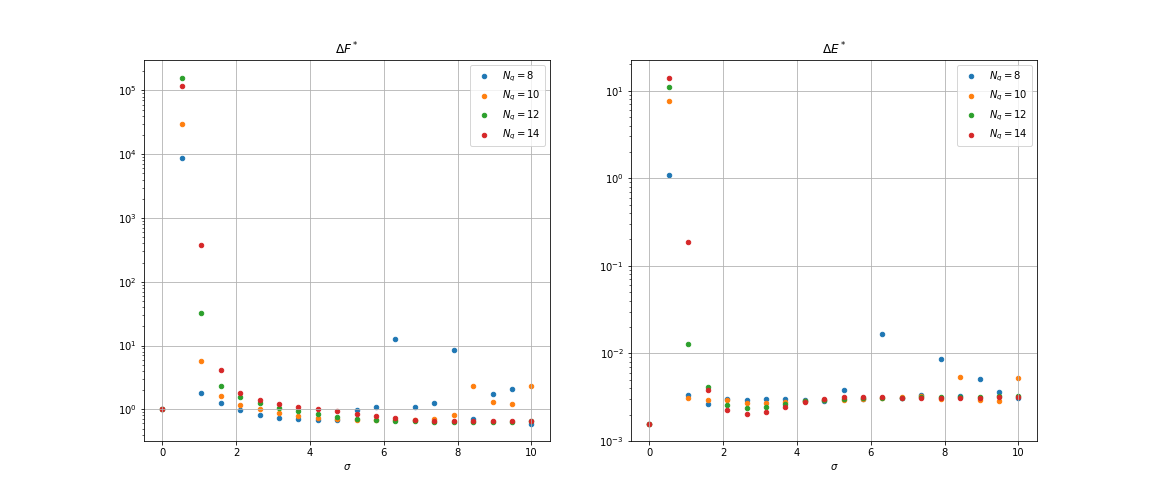 ΔF*
10⁵
10⁴
10³
10²
10¹
10⁰
0 2 4 6 8 10
σ
N_q = 8
N_q = 10
N_q = 12
N_q = 14
ΔE*
10¹
10⁰
10⁻¹
10⁻²
10⁻³
0 2 4 6 8 10
σ
N_q = 8
N_q = 10
N_q = 12
N_q = 14